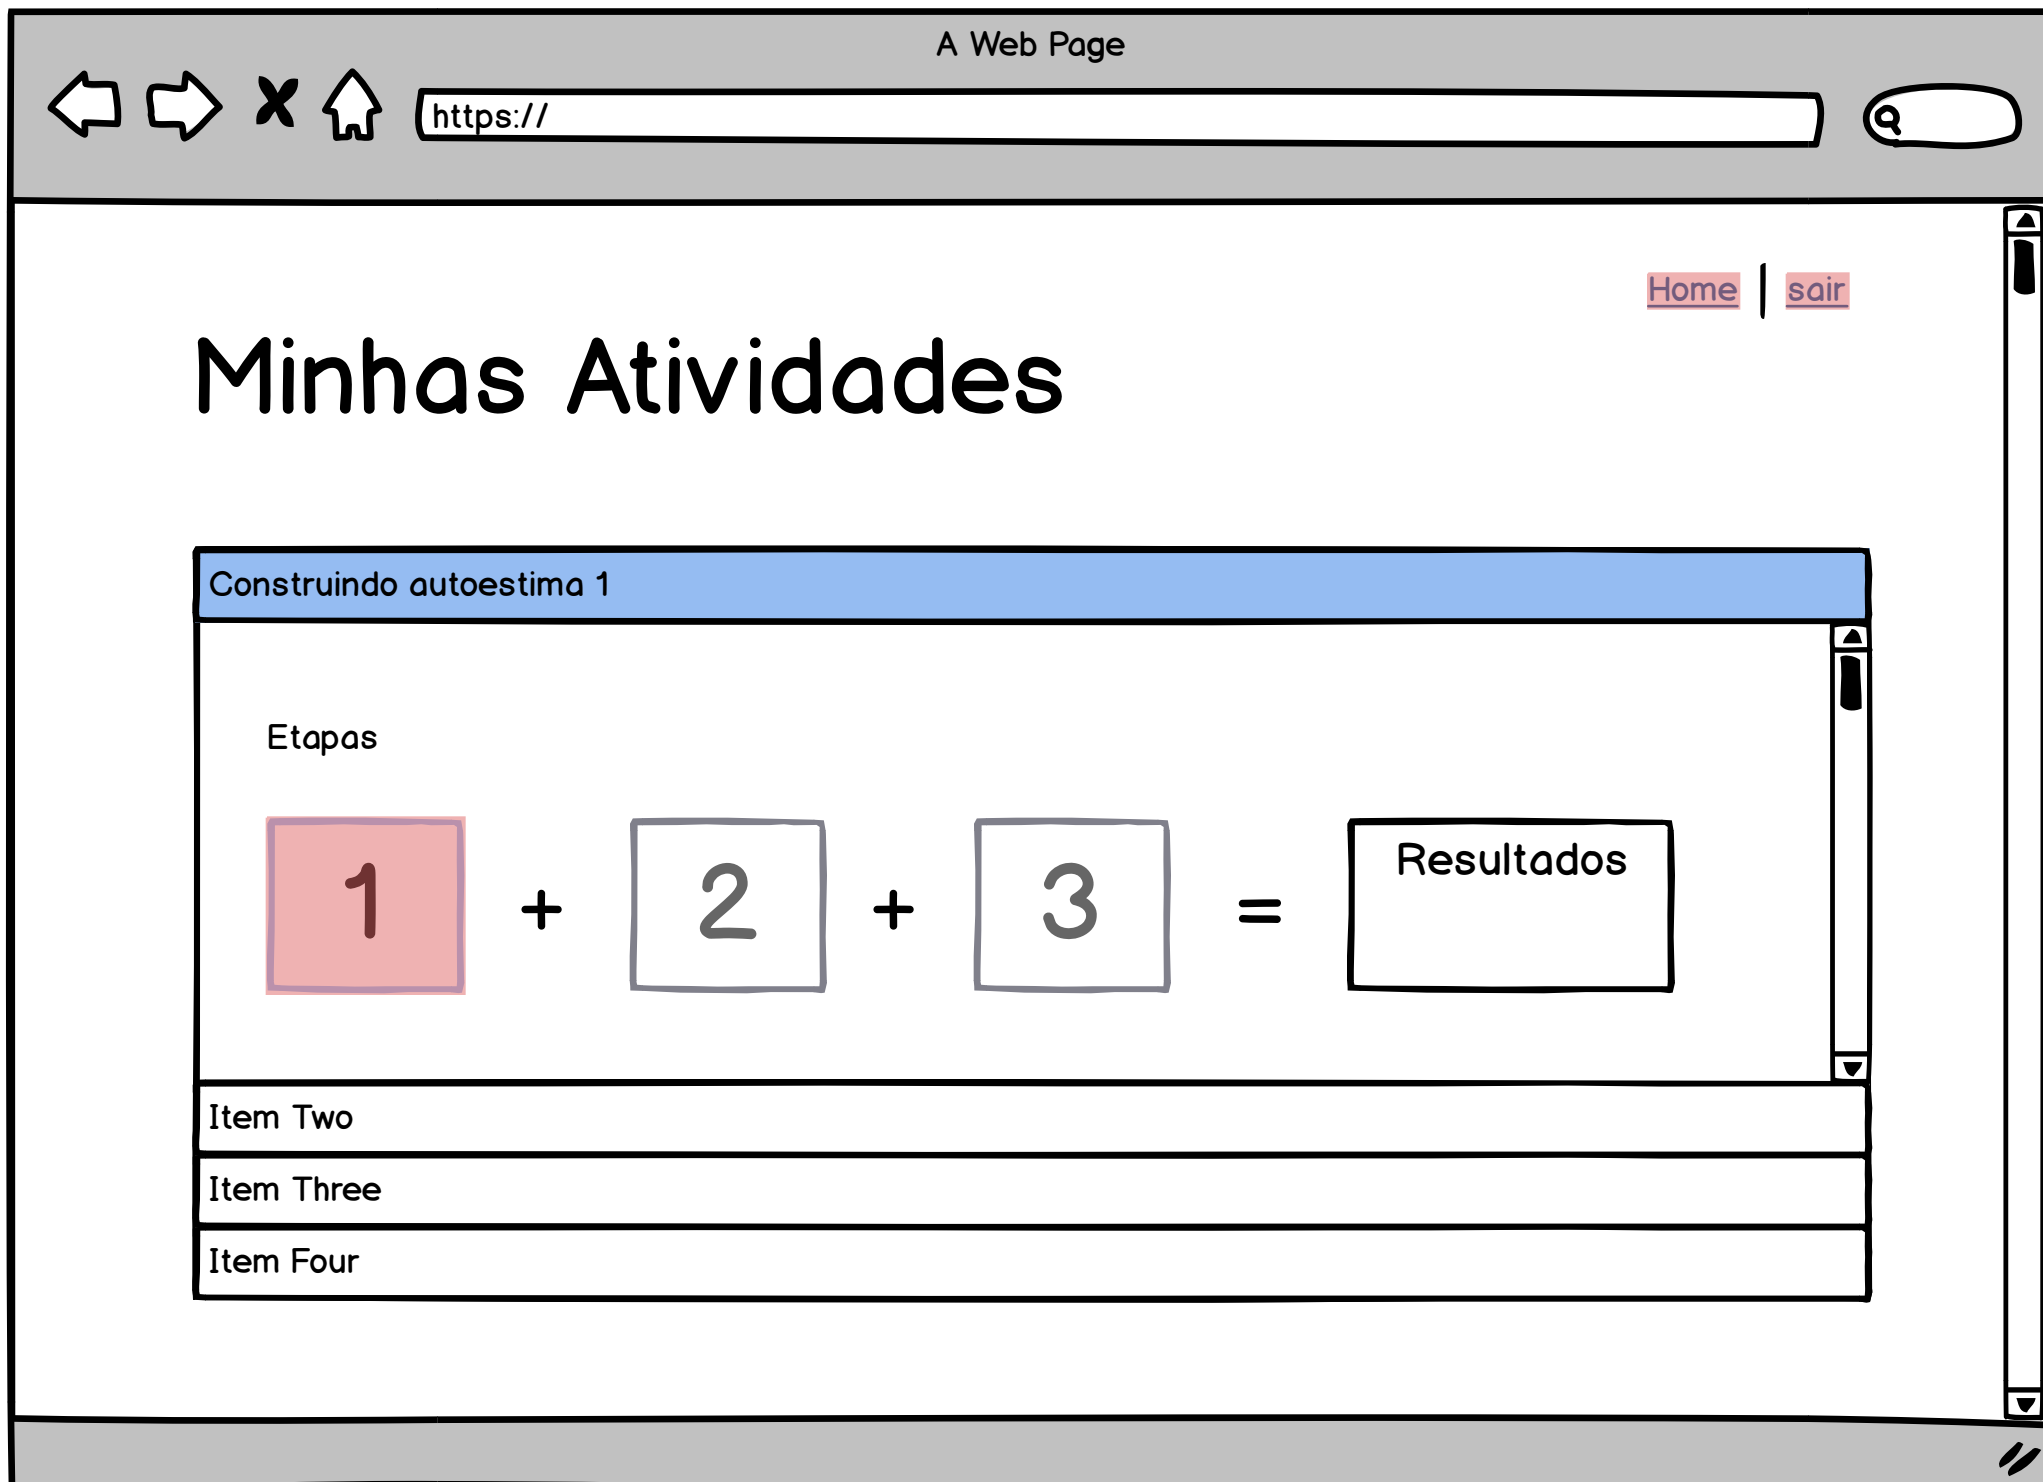 A Web Page
https://
Home | sair
Minhas Atividades
Construindo autoestima 1
Etapas
1 + 2 + 3 = Resultados
Item Two
Item Three
Item Four